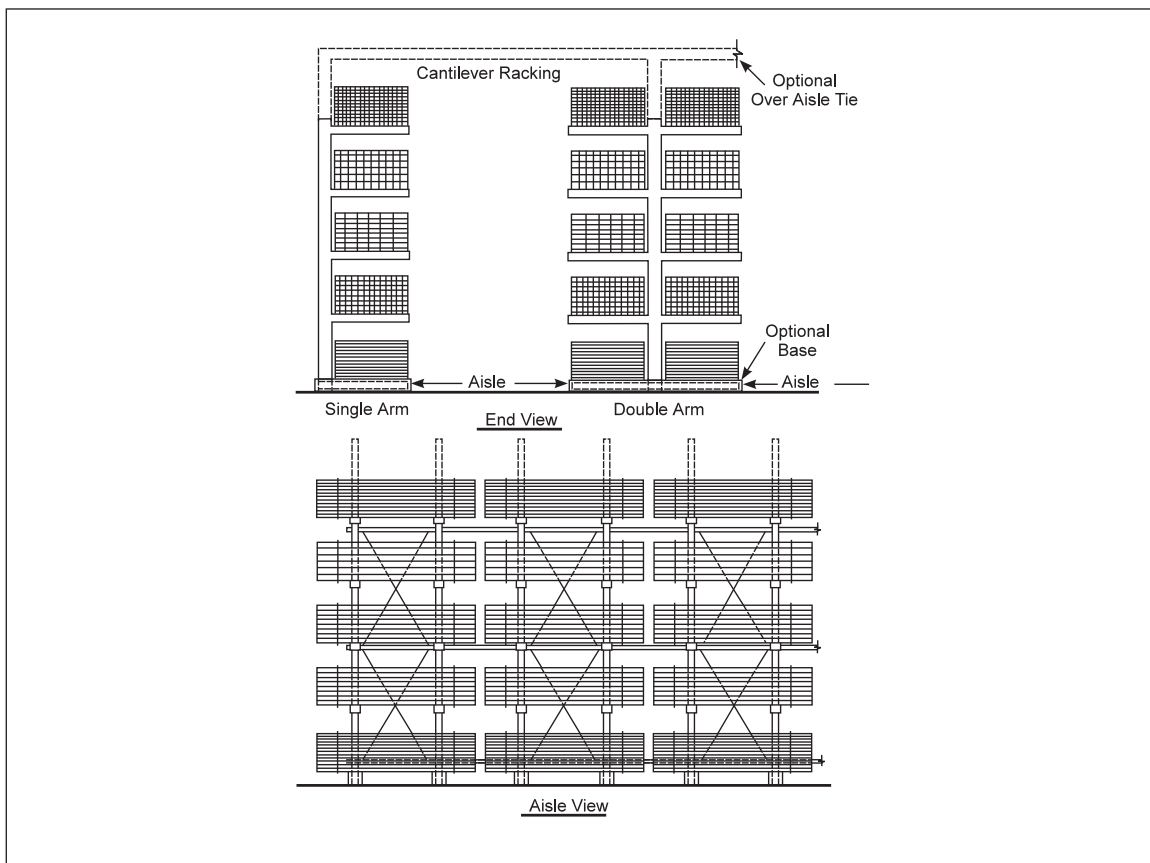 Cantilever Racking
Optional
Over Aisle Tie
Optional
Base
Aisle
Aisle
Single Arm
Double Arm
End View
Aisle View